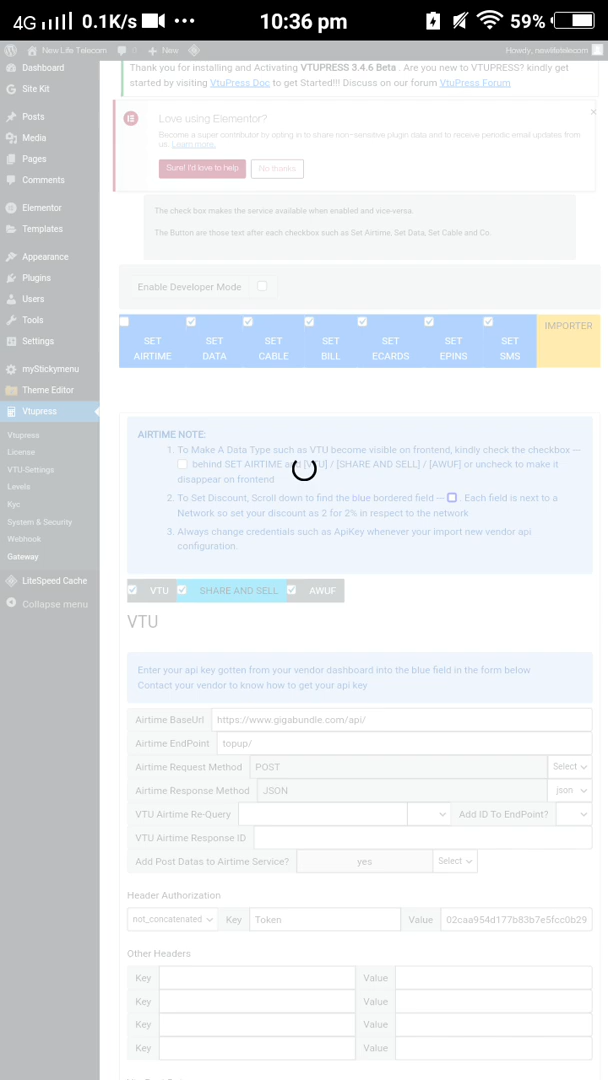 4G 0.1K/s 10:36 pm 59%
New Life Telecom 0 + New Howdy, newlifetelecom
Dashboard
Site Kit
Posts
Media
Pages
Comments
Elementor
Templates
Appearance
Plugins
Users
Tools
Settings
myStickymenu
Theme Editor
Vtupress
Vtupress
License
VTU-Settings
Levels
Kyc
System & Security
Webhook
Gateway
LiteSpeed Cache
Collapse menu
Thank you for installing and Activating VTUPRESS 3.4.6 Beta . Are you new to VTUPRESS? kindly get
started by visiting VtuPress Doc to get Started!!! Discuss on our forum VtuPress Forum
Love using Elementor?
Become a super contributor by opting in to share non-sensitive plugin data and to receive periodic email updates from
us. Learn more.
Sure! I'd love to help No thanks
The check box makes the service available when enabled and vice-versa.
The Button are those text after each checkbox such as Set Airtime, Set Data, Set Cable and Co.
Enable Developer Mode
SET AIRTIME
SET DATA
SET CABLE
SET BILL
SET ECARDS
SET EPINS
SET SMS
IMPORTER
AIRTIME NOTE:
1. To Make A Data Type such as VTU become visible on frontend, kindly check the checkbox —
behind SET AIRTIME and [VTU] / [SHARE AND SELL] / [AWUF] or uncheck to make it
disappear on frontend
2. To Set Discount, Scroll down to find the blue bordered field — Each field is next to a
Network so set your discount as 2 for 2% in respect to the network
3. Always change credentials such as ApiKey whenever your import new vendor api
configuration.
VTU SHARE AND SELL AWUF
VTU
Enter your api key gotten from your vendor dashboard into the blue field in the form below
Contact your vendor to know how to get your api key
Airtime BaseUrl https://www.gigabundle.com/api/
Airtime EndPoint topup/
Airtime Request Method POST Select
Airtime Response Method JSON json
VTU Airtime Re-Query Add ID To EndPoint?
VTU Airtime Response ID
Add Post Datas to Airtime Service? yes Select
Header Authorization
not_concatenated Key Token Value 02caa954d177b83b7e5fcc0b29
Other Headers
Key Value
Key Value
Key Value
Key Value